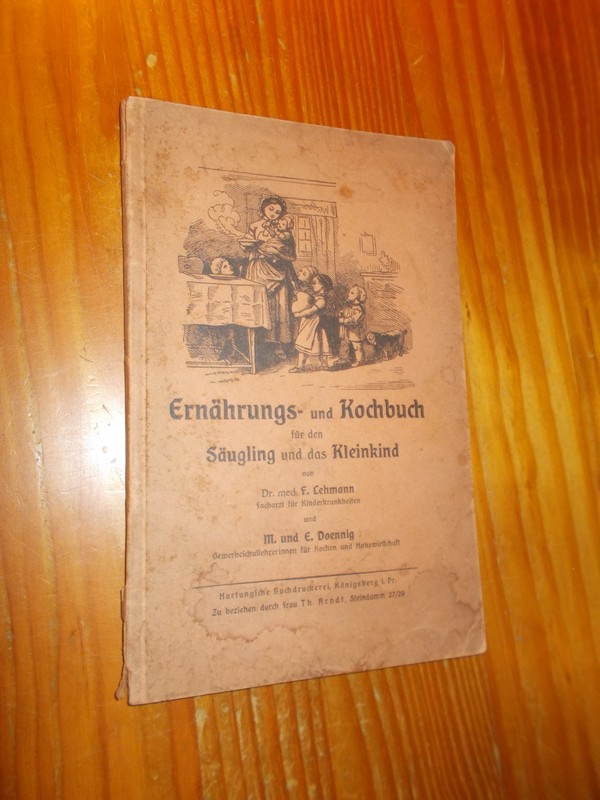 Ernährungs- und Kochbuch
für den
Säugling und das Kleinkind
von
Dr. med. F. Lehmann
Facharzt für Kinderkrankheiten
und
M. und E. Doennig
Gewerbeschullehrerinnen für Kochen und Hauswirtschaft
Hartungsche Buchdruckerei, Königsberg i. Pr.
Zu beziehen durch Frau Th. Arndt, Steindamm 27/29